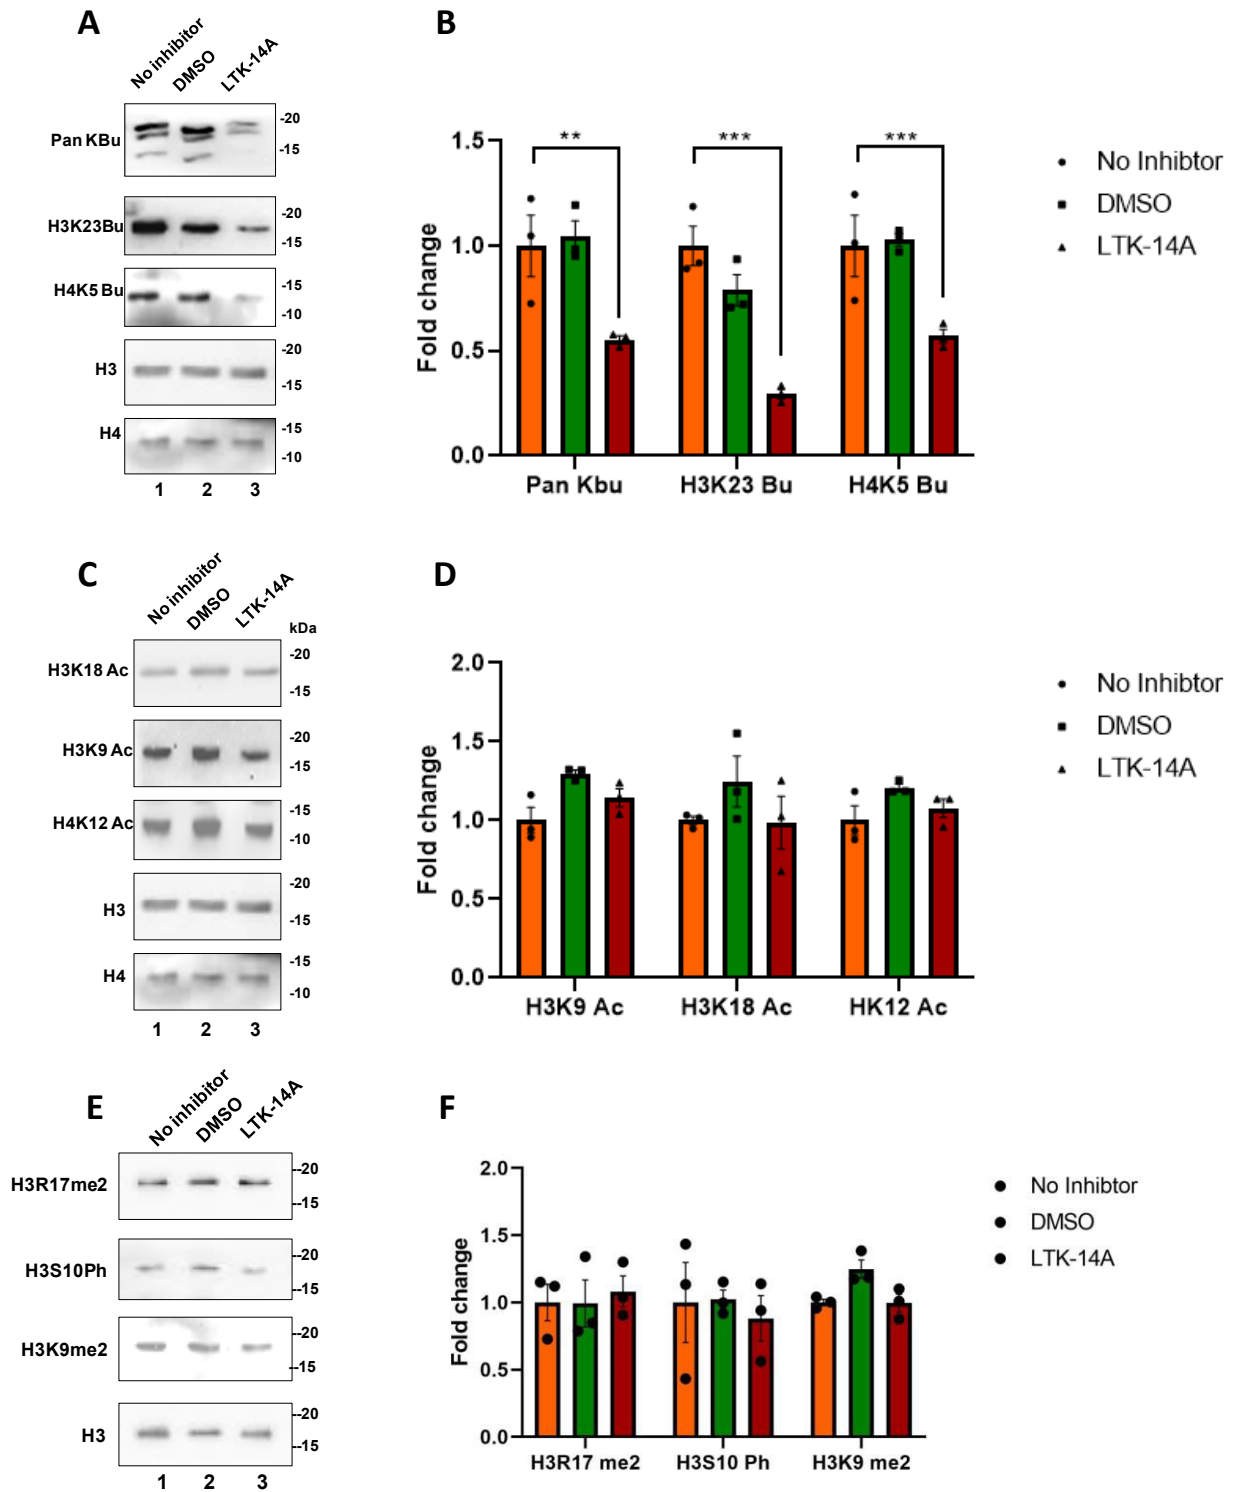 A
No inhibitor
DMSO
LTK-14A
Pan KBu
-20
-15
H3K23Bu
-20
-15
H4K5 Bu
-15
-10
H3
-20
-15
H4
-15
-10
1 2 3
B
Fold change
1.5
1.0
0.5
0.0
** *** ***
Pan Kbu H3K23 Bu H4K5 Bu
No Inhibtor
DMSO
LTK-14A
C
No inhibitor
DMSO
LTK-14A
kDa
H3K18 Ac
-20
-15
H3K9 Ac
-20
-15
H4K12 Ac
-15
-10
H3
-20
-15
H4
-15
-10
1 2 3
D
Fold change
2.0
1.5
1.0
0.5
0.0
H3K9 Ac H3K18 Ac HK12 Ac
No Inhibtor
DMSO
LTK-14A
E
No inhibitor
DMSO
LTK-14A
H3R17me2
-20
-15
H3S10Ph
-20
-15
H3K9me2
-20
-15
H3
-20
-15
1 2 3
F
Fold change
2.0
1.5
1.0
0.5
0.0
H3R17 me2 H3S10 Ph H3K9 me2
No Inhibtor
DMSO
LTK-14A